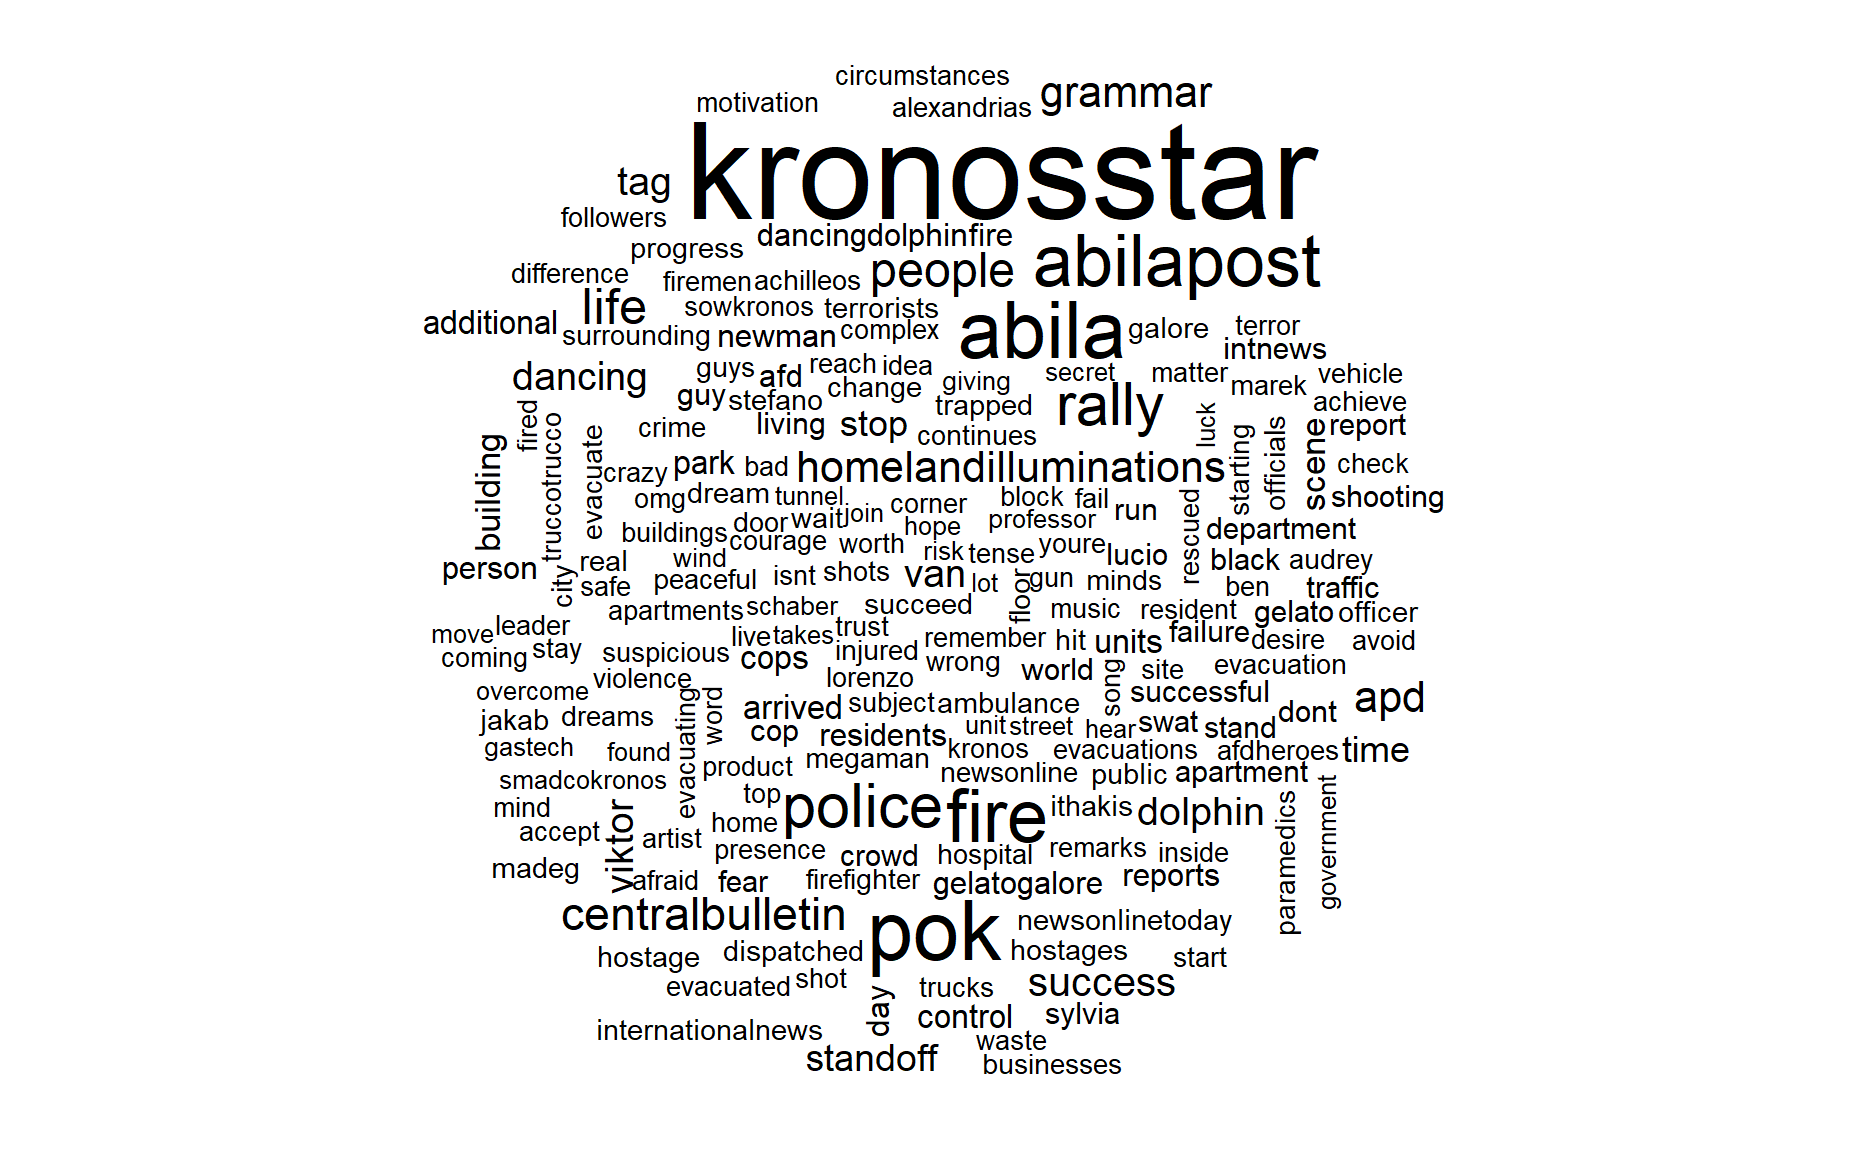 circumstances
motivation
alexandrias
grammar
kronosstar
tag
followers
progress
dancingdolphinfire
difference
firemen
achilleos
people
abilapost
life
sowkronos
terrorists
additional
surrounding
newman
complex
abila
galore
terror
intnews
dancing
guys
afd
reach
idea
guy
stefano
change
giving
secret
matter
marek
vehicle
achieve
trapped
rally
luck
crime
living
stop
continues
starting
officials
scene
report
fired
building
truccotrucco
evacuate
crazy
park
bad
homelandilluminations
check
omg
dream
tunnel
corner
block
fail
run
rescued
shooting
buildings
door
wait
join
hope
professor
department
courage
worth
risk
tense
youre
lucio
black
audrey
person
real
wind
city
safe
peaceful
isnt
shots
van
lot
floor
gun
minds
ben
traffic
apartments
schaber
succeed
music
resident
gelato
officer
move
leader
live
takes
trust
remember
hit
units
failure
desire
avoid
coming
stay
suspicious
cops
injured
wrong
world
song
site
evacuation
violence
lorenzo
overcome
evacuating
word
arrived
subject
ambulance
successful
apd
jakab
dreams
cop
residents
unit
street
hear
swat
stand
dont
gastech
found
megaman
kronos
evacuations
afdheroes
time
smadcokronos
product
newsonline
public
apartment
mind
top
police
fire
ithakis
dolphin
paramedics
government
accept
viktor
artist
home
presence
crowd
hospital
remarks
inside
madeg
afraid
fear
firefighter
gelatogalore
reports
centralbulletin
pok
newsonlinetoday
hostage
dispatched
hostages
start
evacuated
shot
day
trucks
success
internationalnews
control
sylvia
standoff
waste
businesses